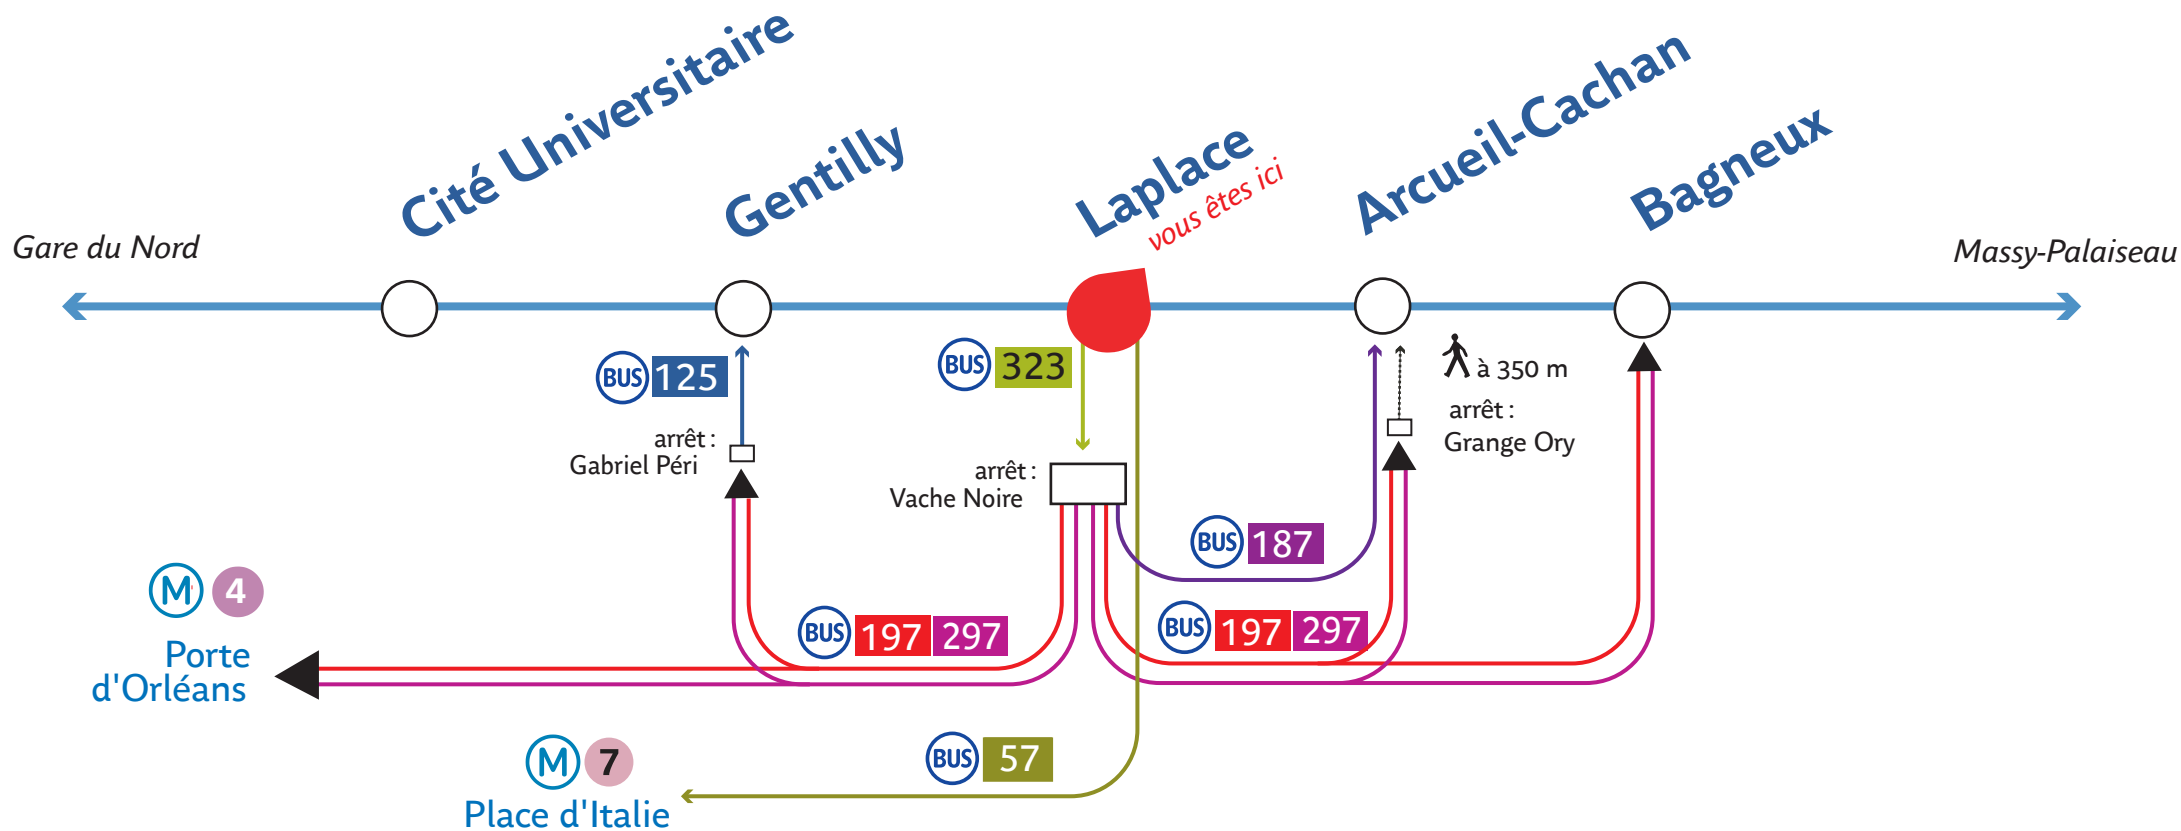 Cité Universitaire
Gentilly
Laplace
vous êtes ici
Arcueil-Cachan
Bagneux
Gare du Nord
Massy-Palaiseau
BUS 125
BUS 323
à 350 m
arrêt :
Gabriel Péri
arrêt :
Vache Noire
arrêt :
Grange Ory
BUS 187
M 4
Porte
d'Orléans
BUS 197 297
BUS 197 297
M 7
Place d'Italie
BUS 57